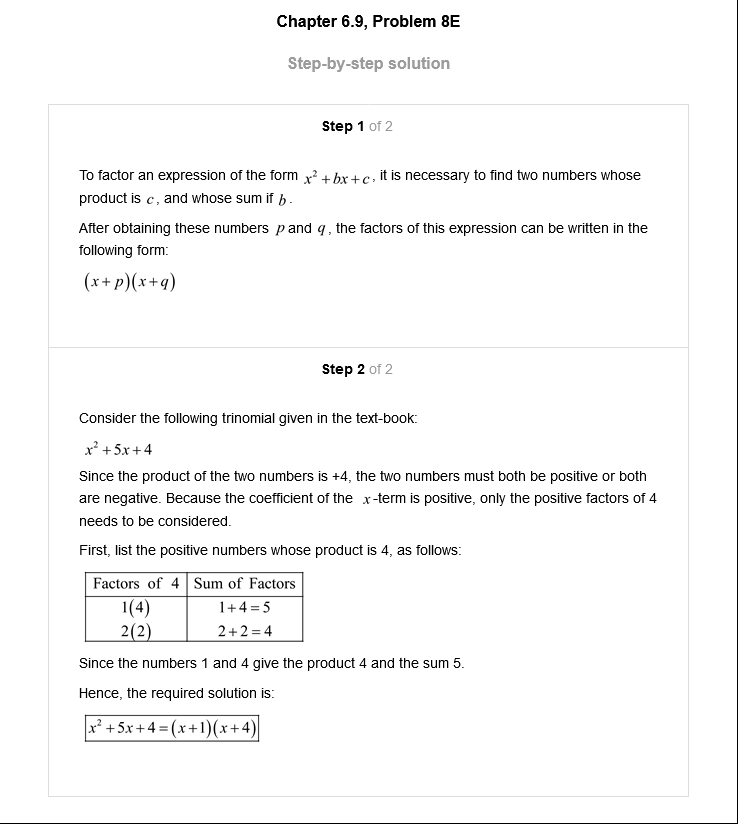 Chapter 6.9, Problem 8E
Step-by-step solution
Step 1 of 2
To factor an expression of the form x² + bx + c, it is necessary to find two numbers whose
product is c, and whose sum if b.
After obtaining these numbers p and q, the factors of this expression can be written in the
following form:
(x+p)(x+q)
Step 2 of 2
Consider the following trinomial given in the text-book:
x² + 5x + 4
Since the product of the two numbers is +4, the two numbers must both be positive or both
are negative. Because the coefficient of the x-term is positive, only the positive factors of 4
needs to be considered.
First, list the positive numbers whose product is 4, as follows:
Factors of 4 Sum of Factors
1(4) 1+4=5
2(2) 2+2=4
Since the numbers 1 and 4 give the product 4 and the sum 5.
Hence, the required solution is:
x² + 5x + 4 = (x+1)(x+4)